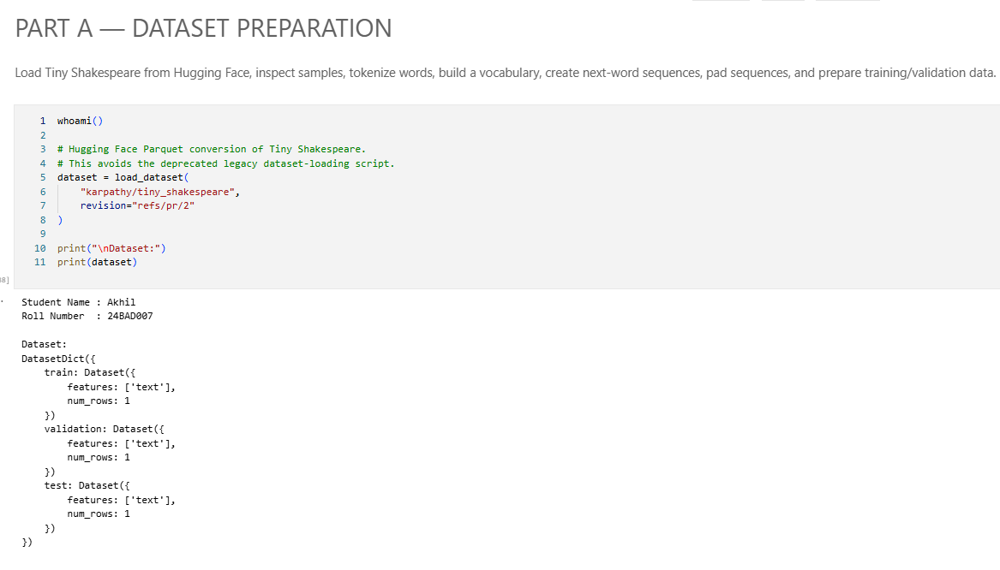 PART A — DATASET PREPARATION
Load Tiny Shakespeare from Hugging Face, inspect samples, tokenize words, build a vocabulary, create next-word sequences, pad sequences, and prepare training/validation data.
1 whoami()
2
3 # Hugging Face Parquet conversion of Tiny Shakespeare.
4 # This avoids the deprecated legacy dataset-loading script.
5 dataset = load_dataset(
6     "karpathy/tiny_shakespeare",
7     revision="refs/pr/2"
8 )
9
10 print("\nDataset:")
11 print(dataset)
8]
Student Name : Akhil
Roll Number  : 24BAD007
Dataset:
DatasetDict({
    train: Dataset({
        features: ['text'],
        num_rows: 1
    })
    validation: Dataset({
        features: ['text'],
        num_rows: 1
    })
    test: Dataset({
        features: ['text'],
        num_rows: 1
    })
})